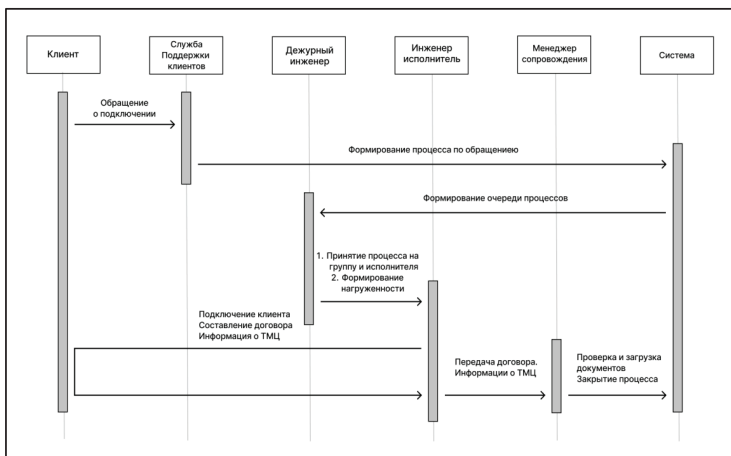 Клиент
Служба
Поддержки
клиентов
Дежурный
инженер
Инженер
исполнитель
Менеджер
сопровождения
Система
Обращение
о подключении
Формирование процесса по обращениею
Формирование очереди процессов
1. Принятие процесса на
группу и исполнителя
2. Формирование
нагруженности
Подключение клиента
Составление договора
Информация о ТМЦ
Передача договора.
Информации о ТМЦ
Проверка и загрузка
документов
Закрытие процесса